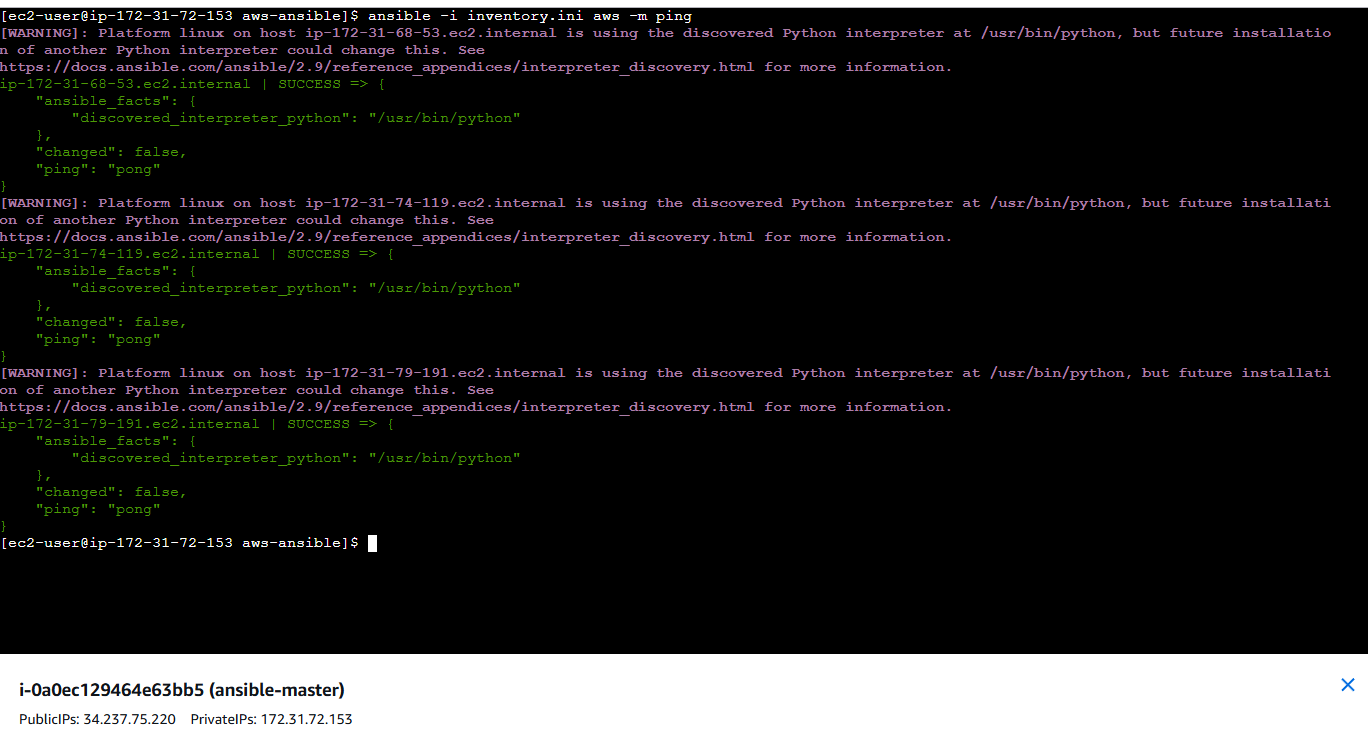 [ec2-user@ip-172-31-72-153 aws-ansible]$ ansible -i inventory.ini aws -m ping
[WARNING]: Platform linux on host ip-172-31-68-53.ec2.internal is using the discovered Python interpreter at /usr/bin/python, but future installatio
n of another Python interpreter could change this. See
https://docs.ansible.com/ansible/2.9/reference_appendices/interpreter_discovery.html for more information.
ip-172-31-68-53.ec2.internal | SUCCESS => {
    "ansible_facts": {
        "discovered_interpreter_python": "/usr/bin/python"
    },
    "changed": false,
    "ping": "pong"
}
[WARNING]: Platform linux on host ip-172-31-74-119.ec2.internal is using the discovered Python interpreter at /usr/bin/python, but future installati
on of another Python interpreter could change this. See
https://docs.ansible.com/ansible/2.9/reference_appendices/interpreter_discovery.html for more information.
ip-172-31-74-119.ec2.internal | SUCCESS => {
    "ansible_facts": {
        "discovered_interpreter_python": "/usr/bin/python"
    },
    "changed": false,
    "ping": "pong"
}
[WARNING]: Platform linux on host ip-172-31-79-191.ec2.internal is using the discovered Python interpreter at /usr/bin/python, but future installati
on of another Python interpreter could change this. See
https://docs.ansible.com/ansible/2.9/reference_appendices/interpreter_discovery.html for more information.
ip-172-31-79-191.ec2.internal | SUCCESS => {
    "ansible_facts": {
        "discovered_interpreter_python": "/usr/bin/python"
    },
    "changed": false,
    "ping": "pong"
}
[ec2-user@ip-172-31-72-153 aws-ansible]$
i-0a0ec129464e63bb5 (ansible-master)
PublicIPs: 34.237.75.220 PrivateIPs: 172.31.72.153